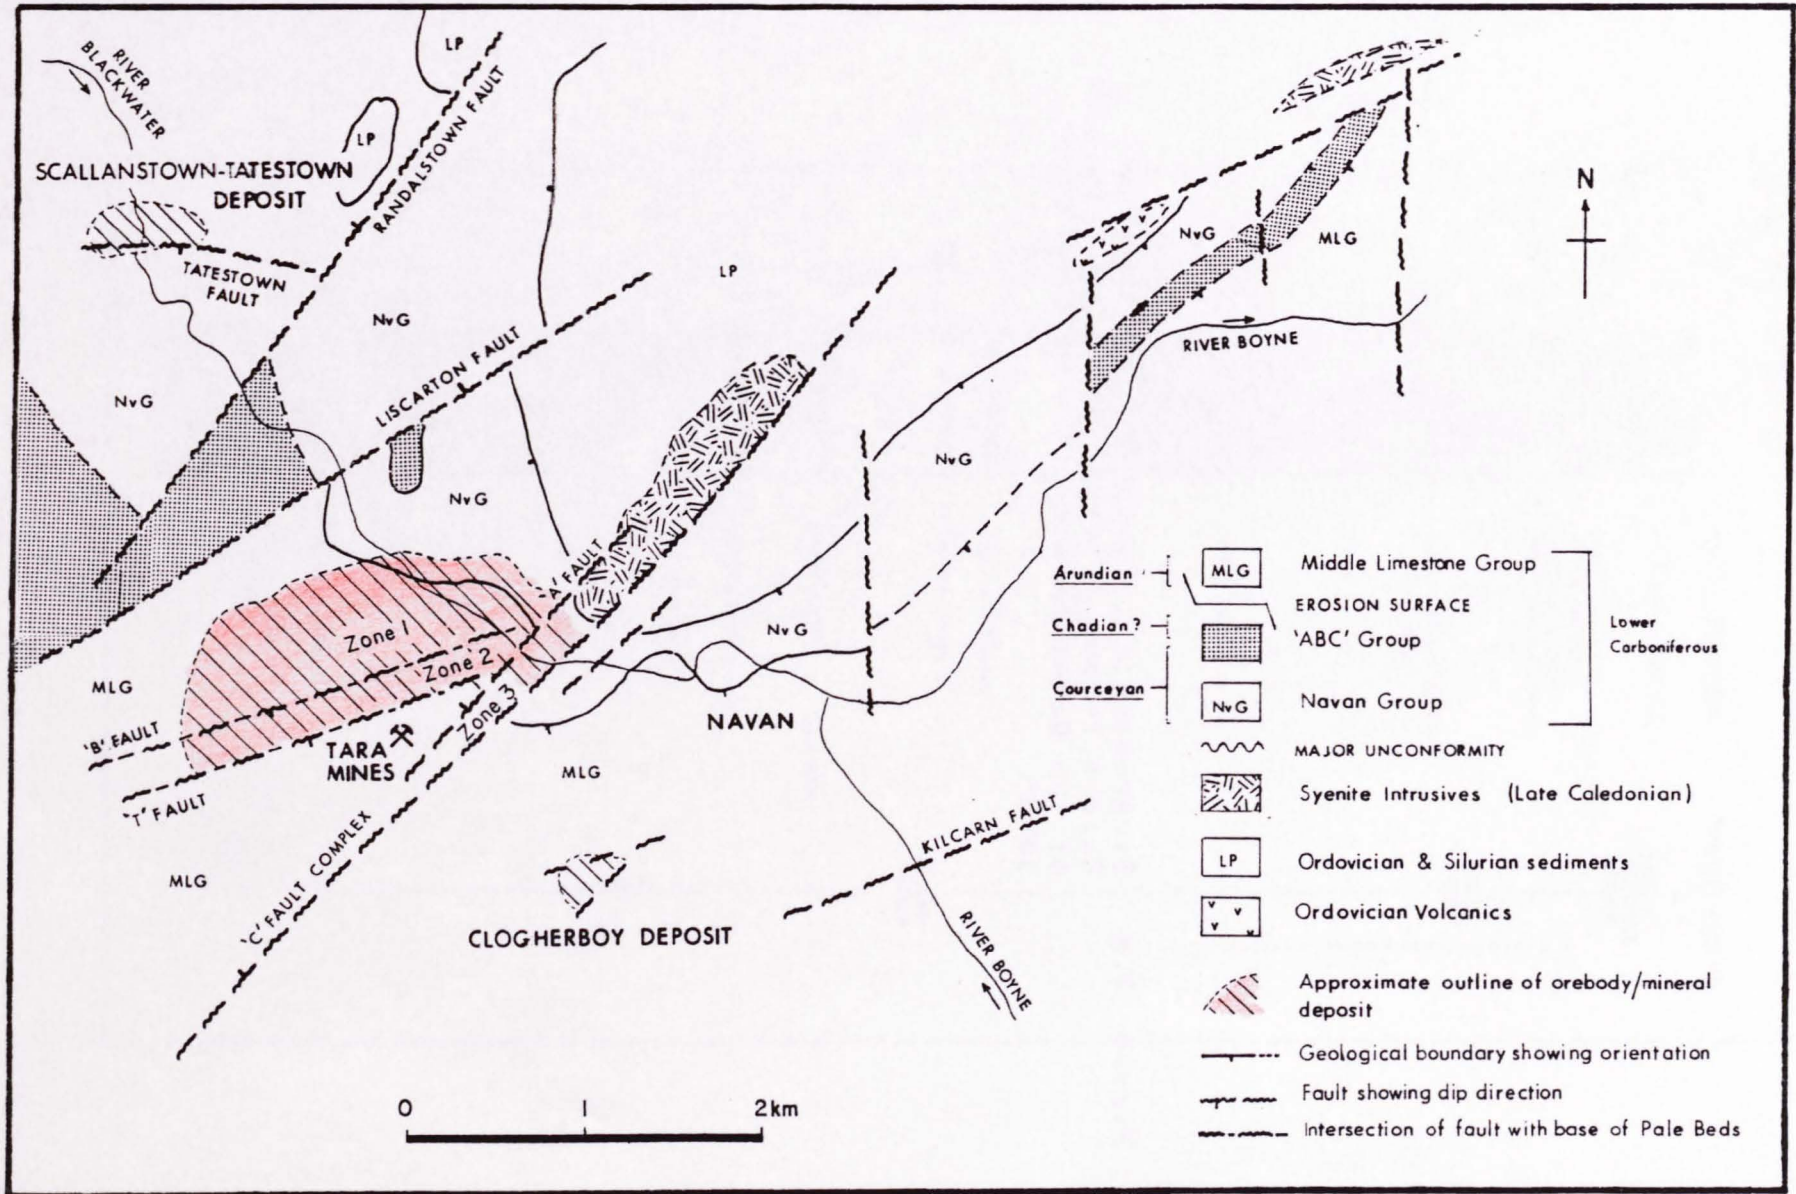 RIVER
BLACKWATER
LP
LP
RANDALSTOWN FAULT
SCALLANSTOWN-TATESTOWN
DEPOSIT
TATESTOWN
FAULT
NvG
LP
LISCARTON FAULT
NvG
NvG
NvG
MLG
RIVER BOYNE
N
NvG
'A' FAULT
Zone 1
Zone 2
Zone 3
MLG
'B' FAULT
'T' FAULT
TARA
MINES
NvG
NAVAN
MLG
MLG
'C' FAULT COMPLEX
CLOGHERBOY DEPOSIT
KILCARN FAULT
RIVER BOYNE
0 1 2km
Arundian
MLG
Middle Limestone Group
EROSION SURFACE
Chadian?
'ABC' Group
Lower
Carboniferous
Courceyan
NvG
Navan Group
MAJOR UNCONFORMITY
Syenite Intrusives (Late Caledonian)
LP
Ordovician & Silurian sediments
v v
v v
Ordovician Volcanics
Approximate outline of orebody/mineral
deposit
Geological boundary showing orientation
Fault showing dip direction
Intersection of fault with base of Pale Beds